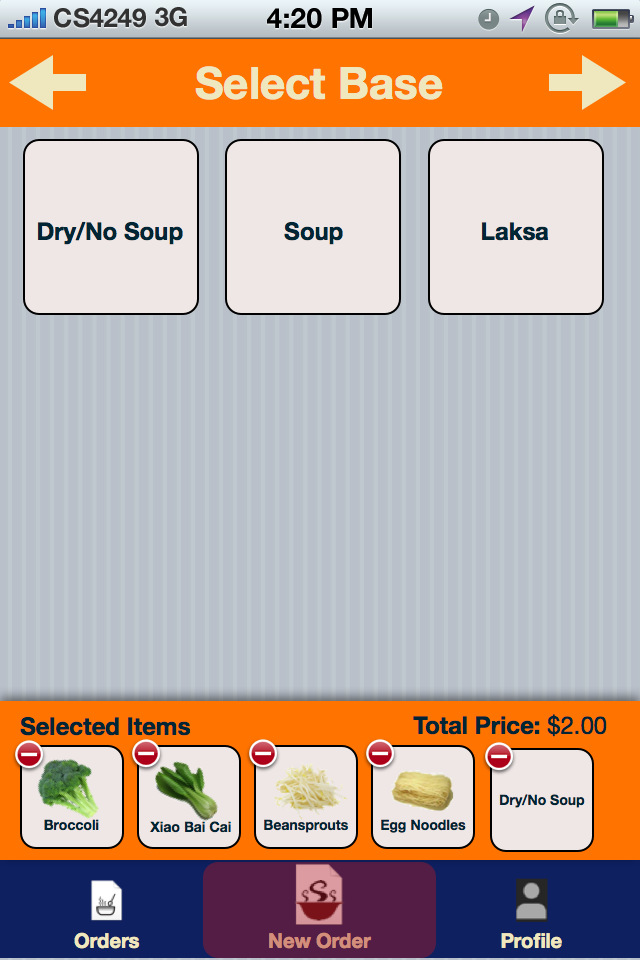 CS4249 3G 4:20 PM
Select Base
Dry/No Soup Soup Laksa
Selected Items Total Price: $2.00
Broccoli Xiao Bai Cai Beansprouts Egg Noodles Dry/No Soup
Orders New Order Profile